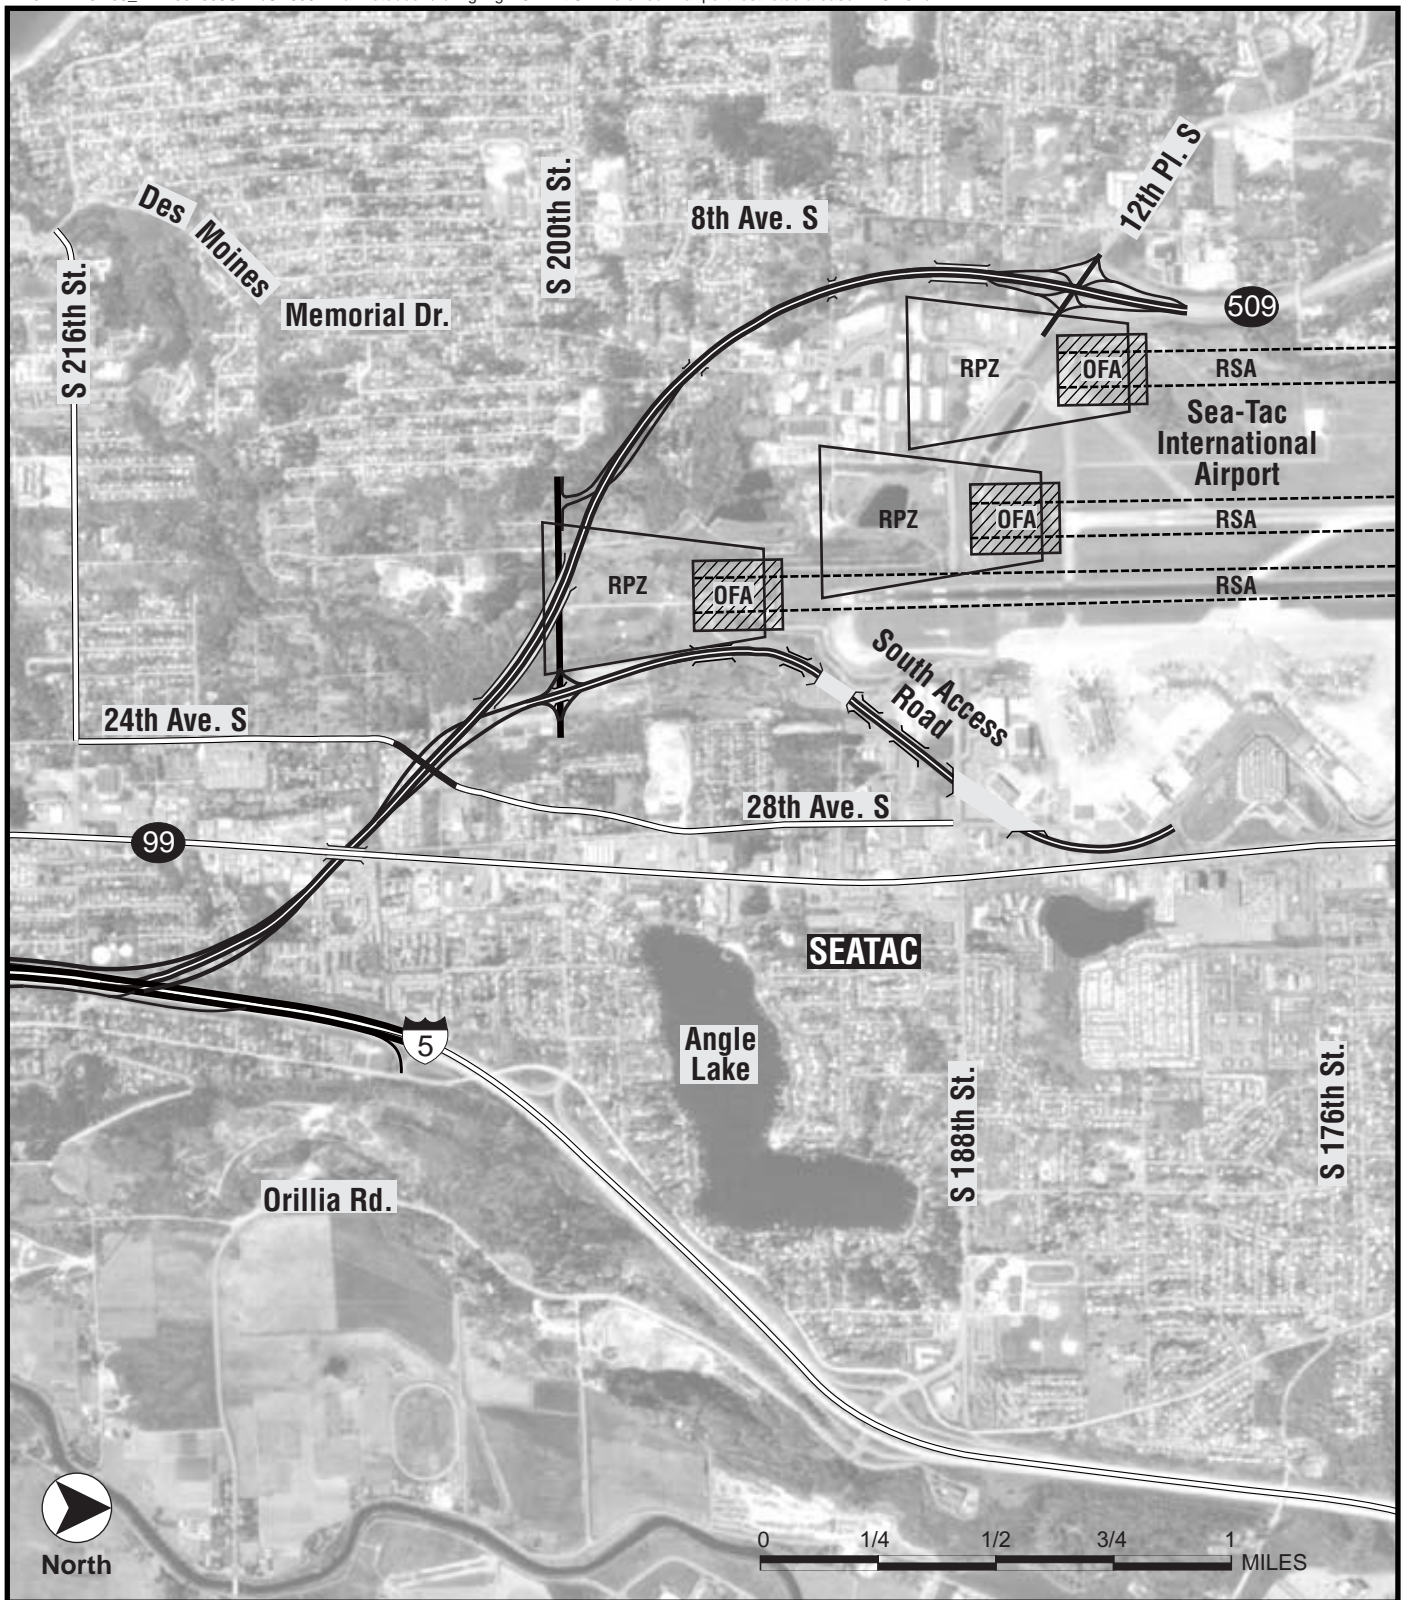 12th Pl. S
S 200th St.
8th Ave. S
Des Moines
Memorial Dr.
S 216th St.
509
RPZ
OFA
RSA
Sea-Tac
International
Airport
RPZ
OFA
RSA
RPZ
OFA
RSA
South Access
Road
24th Ave. S
28th Ave. S
99
SEATAC
5
Angle
Lake
S 188th St.
S 176th St.
Orillia Rd.
North
0 1/4 1/2 3/4 1
MILES